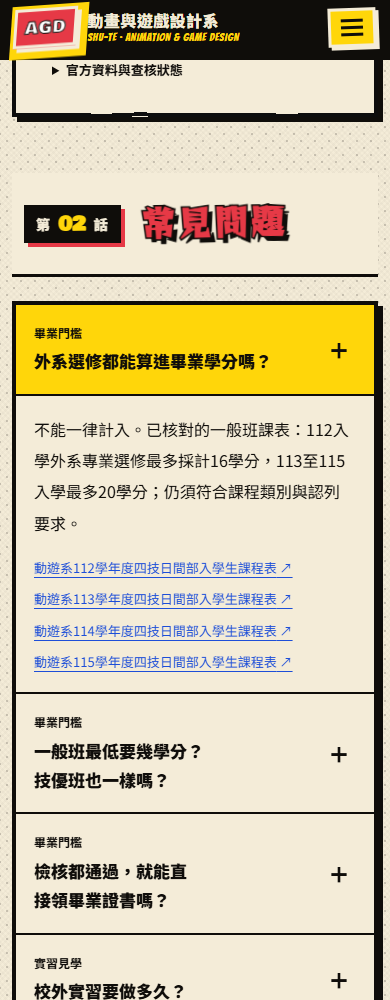 AGD
動畫與遊戲設計系
SHU-TE · ANIMATION & GAME DESIGN
▶ 官方資料與查核狀態
第 02 話
常見問題
畢業門檻
外系選修都能算進畢業學分嗎？
+
不能一律計入。已核對的一般班課表：112入
學外系專業選修最多採計16學分，113至115
入學最多20學分；仍須符合課程類別與認列
要求。
動遊系112學年度四技日間部入學生課程表 ↗
動遊系113學年度四技日間部入學生課程表 ↗
動遊系114學年度四技日間部入學生課程表 ↗
動遊系115學年度四技日間部入學生課程表 ↗
畢業門檻
一般班最低要幾學分？
技優班也一樣嗎？
+
畢業門檻
檢核都通過，就能直
接領畢業證書嗎？
+
實習見學
校外實習要做多久？
+